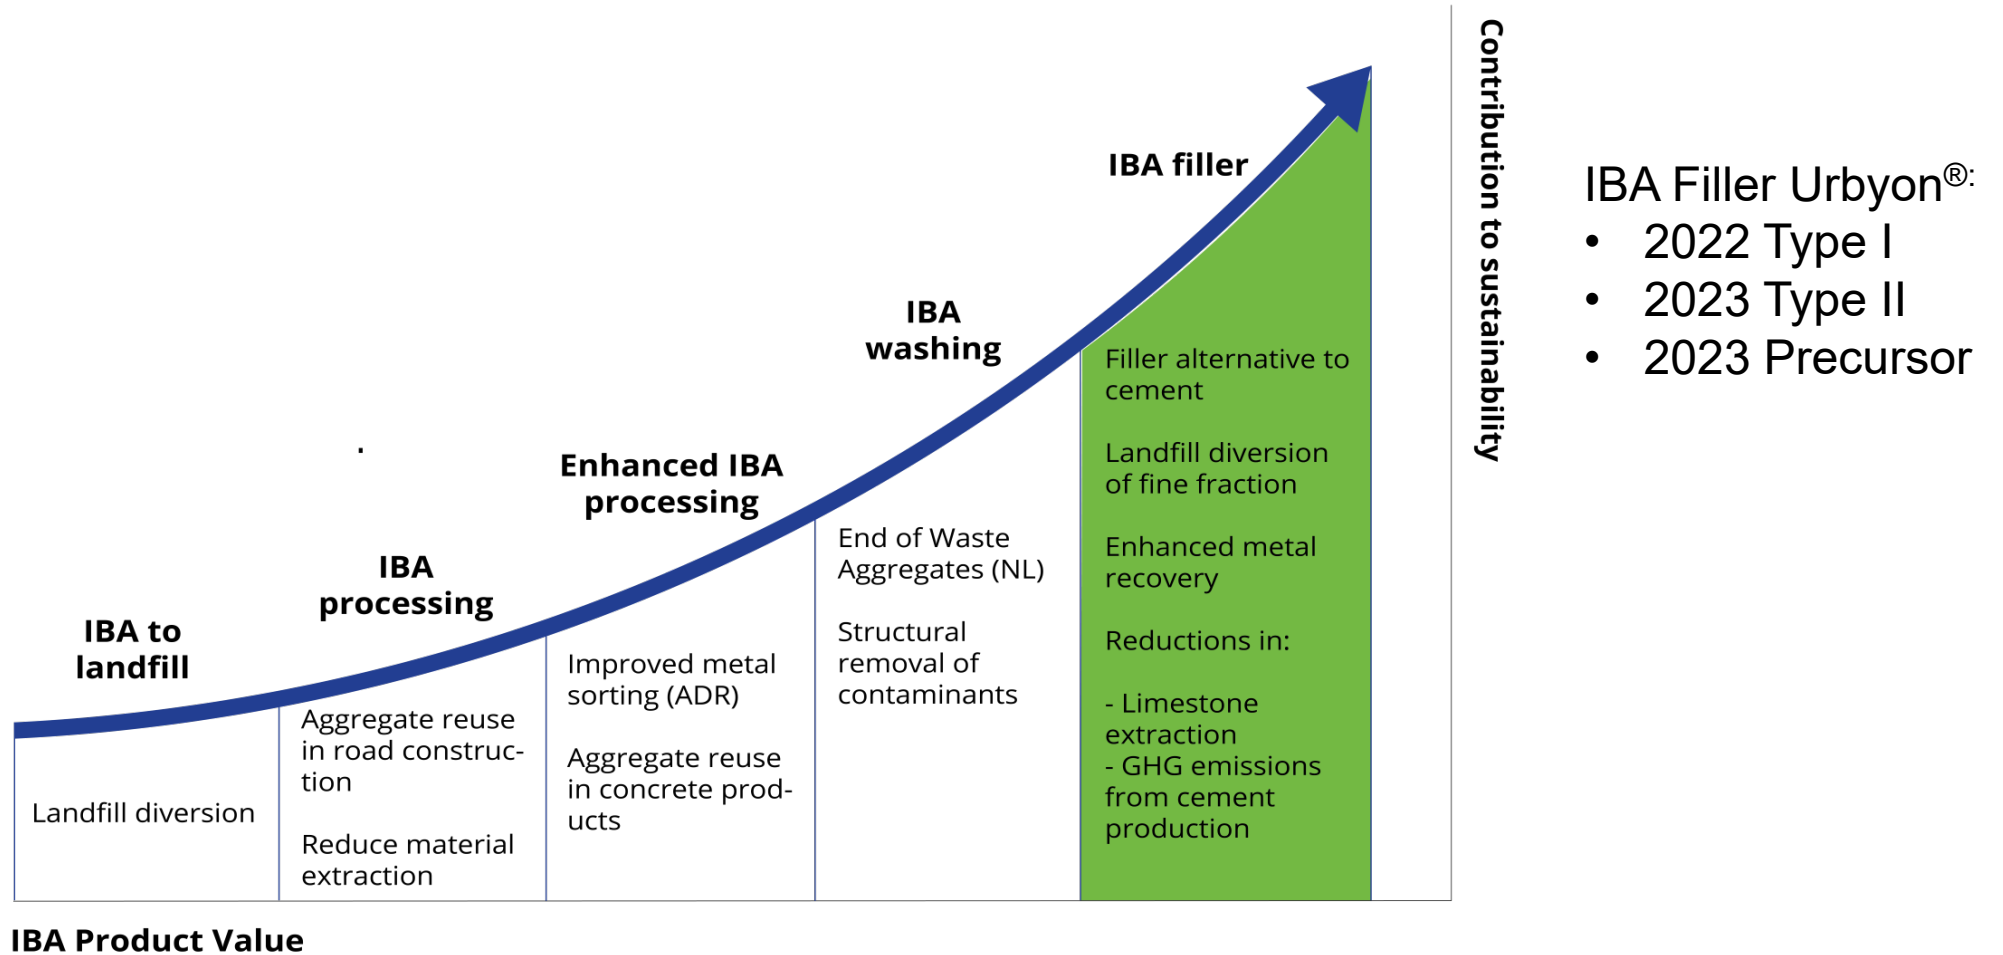 IBA to
landfill
Landfill diversion
IBA
processing
Aggregate reuse
in road construc-
tion
Reduce material
extraction
Enhanced IBA
processing
Improved metal
sorting (ADR)
Aggregate reuse
in concrete prod-
ucts
IBA
washing
End of Waste
Aggregates (NL)
Structural
removal of
contaminants
IBA filler
Filler alternative to
cement
Landfill diversion
of fine fraction
Enhanced metal
recovery
Reductions in:
- Limestone
extraction
- GHG emissions
from cement
production
IBA Product Value
Contribution to sustainability
IBA Filler Urbyon®:
• 2022 Type I
• 2023 Type II
• 2023 Precursor